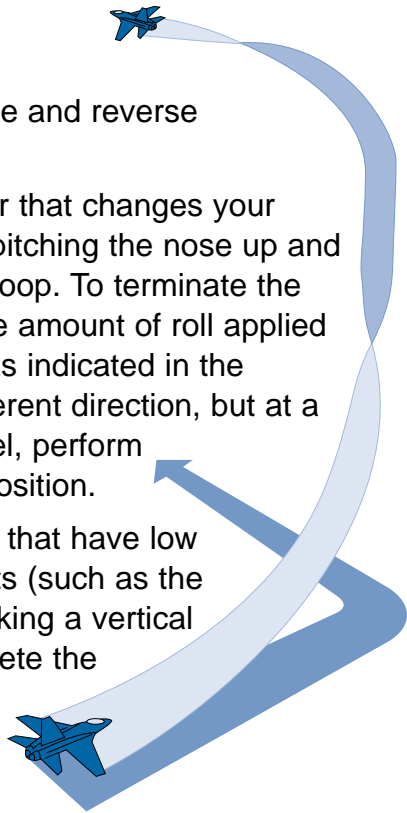 e and reverse
r that changes your
pitching the nose up and
oop. To terminate the
e amount of roll applied
s indicated in the
erent direction, but at a
el, perform
osition.
that have low
ts (such as the
king a vertical
ete the